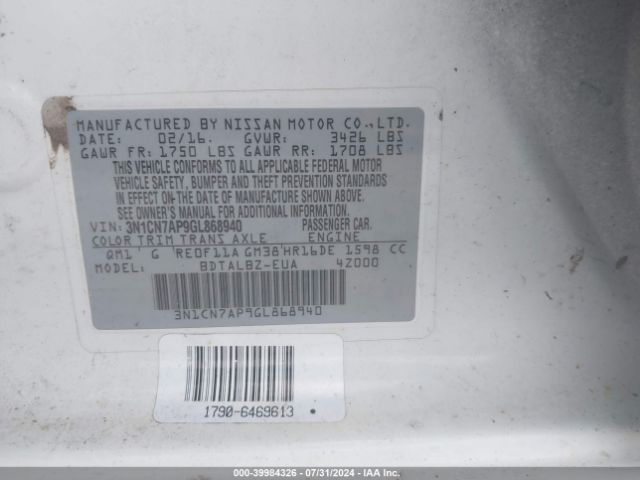 MANUFACTURED BY NISSAN MOTOR CO.,LTD.
DATE: 02/16. GVWR: 3426 LBS
GAWR FR: 1750 LBS GAWR RR: 1708 LBS
THIS VEHICLE CONFORMS TO ALL APPLICABLE FEDERAL MOTOR
VEHICLE SAFETY, BUMPER AND THEFT PREVENTION STANDARDS
IN EFFECT ON THE DATE OF MANUFACTURE SHOWN ABOVE.
SEE OWNER'S MANUAL FOR ADDITIONAL INFORMATION.
VIN: 3N1CN7AP9GL868940 PASSENGER CAR.
COLOR TRIM TRANS AXLE ENGINE
QM1 G RE0F11A GM38 HR16DE 1598 CC
MODEL: BDTALBZ-EUA 4Z000
3N1CN7AP9GL868940
1790-6469613
000-39984326 / 07/31/2024 - IAA Inc.